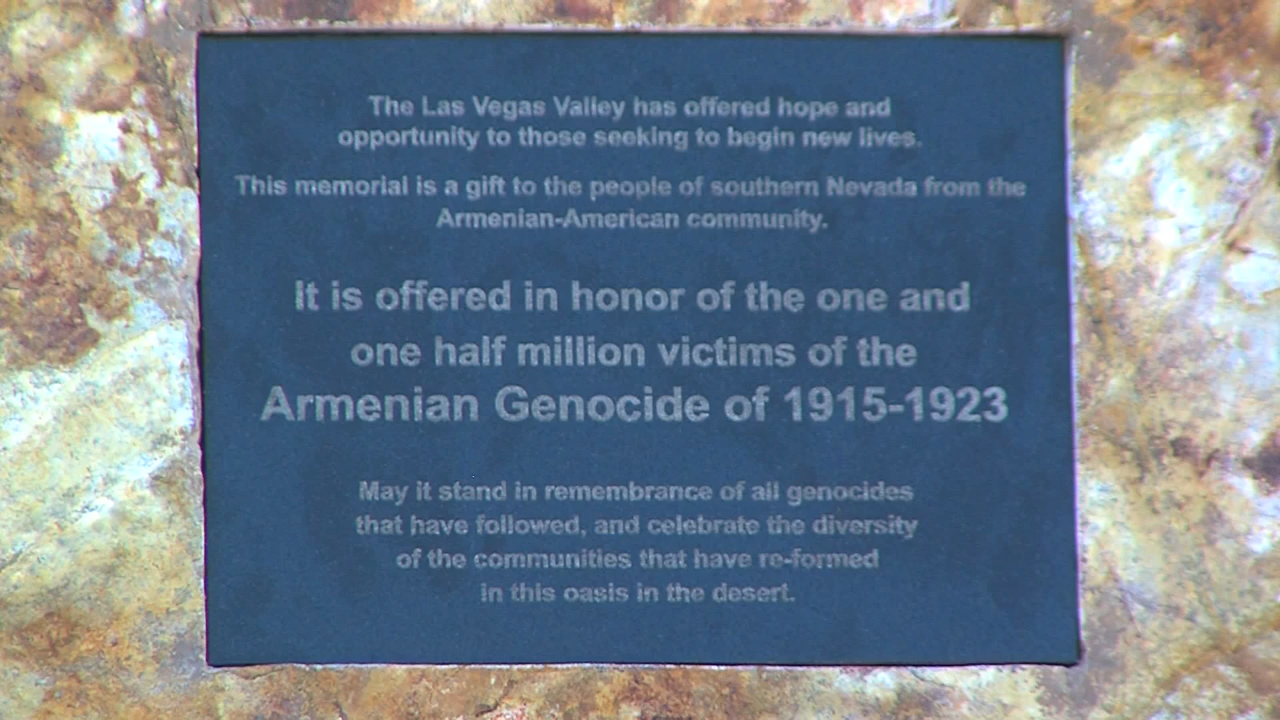 The Las Vegas Valley has offered hope and
opportunity to those seeking to begin new lives.
This memorial is a gift to the people of southern Nevada from the
Armenian-American community.
It is offered in honor of the one and
one half million victims of the
Armenian Genocide of 1915-1923
May it stand in remembrance of all genocides
that have followed, and celebrate the diversity
of the communities that have re-formed
in this oasis in the desert.